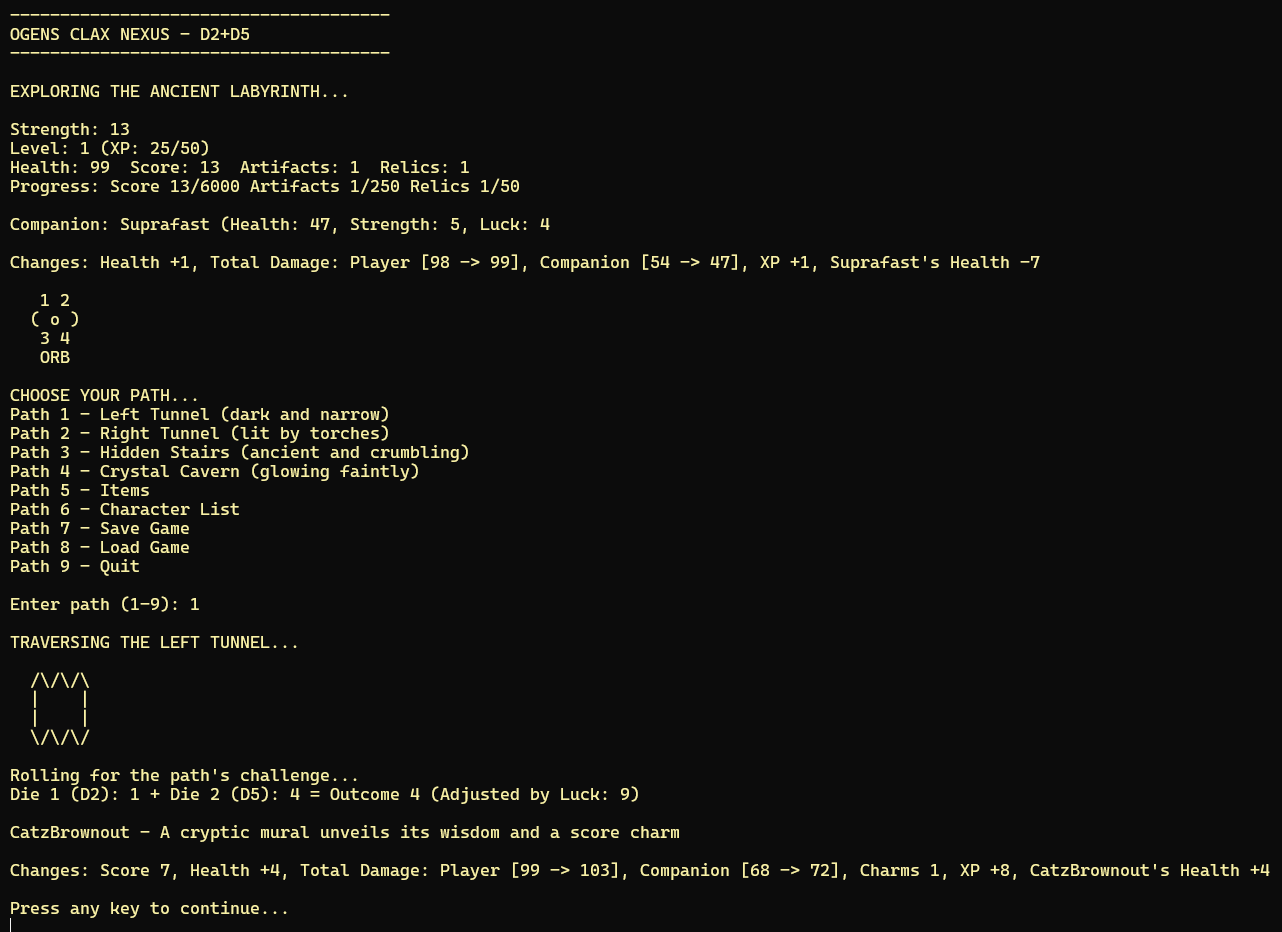 --------------------------------------
OGENS CLAX NEXUS - D2+D5
--------------------------------------
EXPLORING THE ANCIENT LABYRINTH...
Strength: 13
Level: 1 (XP: 25/50)
Health: 99  Score: 13  Artifacts: 1  Relics: 1
Progress: Score 13/6000 Artifacts 1/250 Relics 1/50
Companion: Suprafast (Health: 47, Strength: 5, Luck: 4
Changes: Health +1, Total Damage: Player [98 -> 99], Companion [54 -> 47], XP +1, Suprafast's Health -7
   1 2
  ( o )
   3 4
   ORB
CHOOSE YOUR PATH...
Path 1 - Left Tunnel (dark and narrow)
Path 2 - Right Tunnel (lit by torches)
Path 3 - Hidden Stairs (ancient and crumbling)
Path 4 - Crystal Cavern (glowing faintly)
Path 5 - Items
Path 6 - Character List
Path 7 - Save Game
Path 8 - Load Game
Path 9 - Quit
Enter path (1-9): 1
TRAVERSING THE LEFT TUNNEL...
  /\/\/\
  |    |
  |    |
  \/\/\/
Rolling for the path's challenge...
Die 1 (D2): 1 + Die 2 (D5): 4 = Outcome 4 (Adjusted by Luck: 9)
CatzBrownout - A cryptic mural unveils its wisdom and a score charm
Changes: Score 7, Health +4, Total Damage: Player [99 -> 103], Companion [68 -> 72], Charms 1, XP +8, CatzBrownout's Health +4
Press any key to continue...